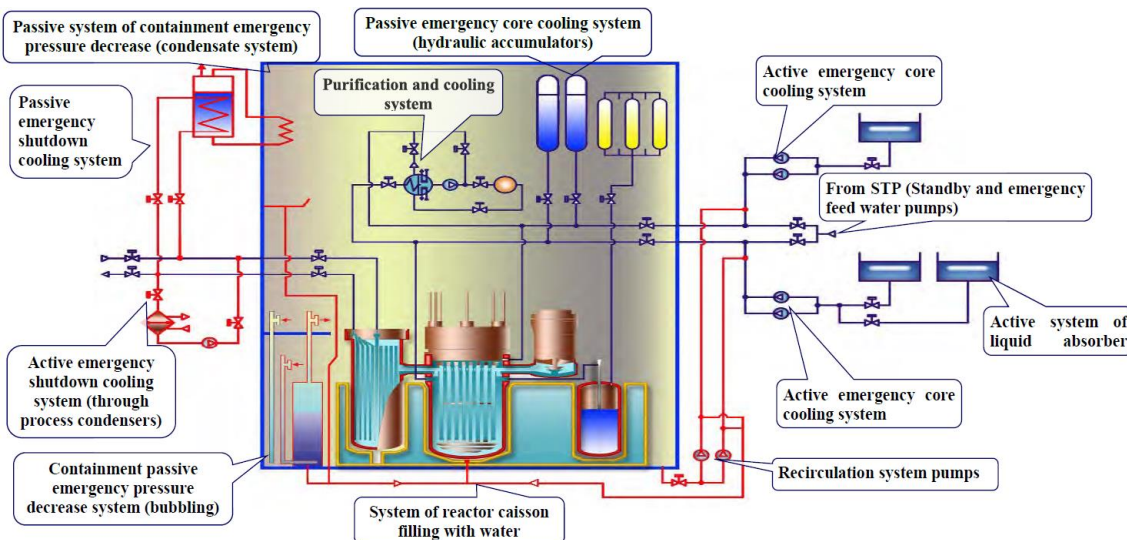 Passive system of containment emergency
pressure decrease (condensate system)
Passive emergency core cooling system
(hydraulic accumulators)
Active emergency core
cooling system
Purification and cooling
system
Passive
emergency
shutdown
cooling system
From STP (Standby and emergency
feed water pumps)
Active system of
liquid absorber
Active emergency
shutdown cooling
system (through
process condensers)
Active emergency core
cooling system
Recirculation system pumps
Containment passive
emergency pressure
decrease system (bubbling)
System of reactor caisson
filling with water